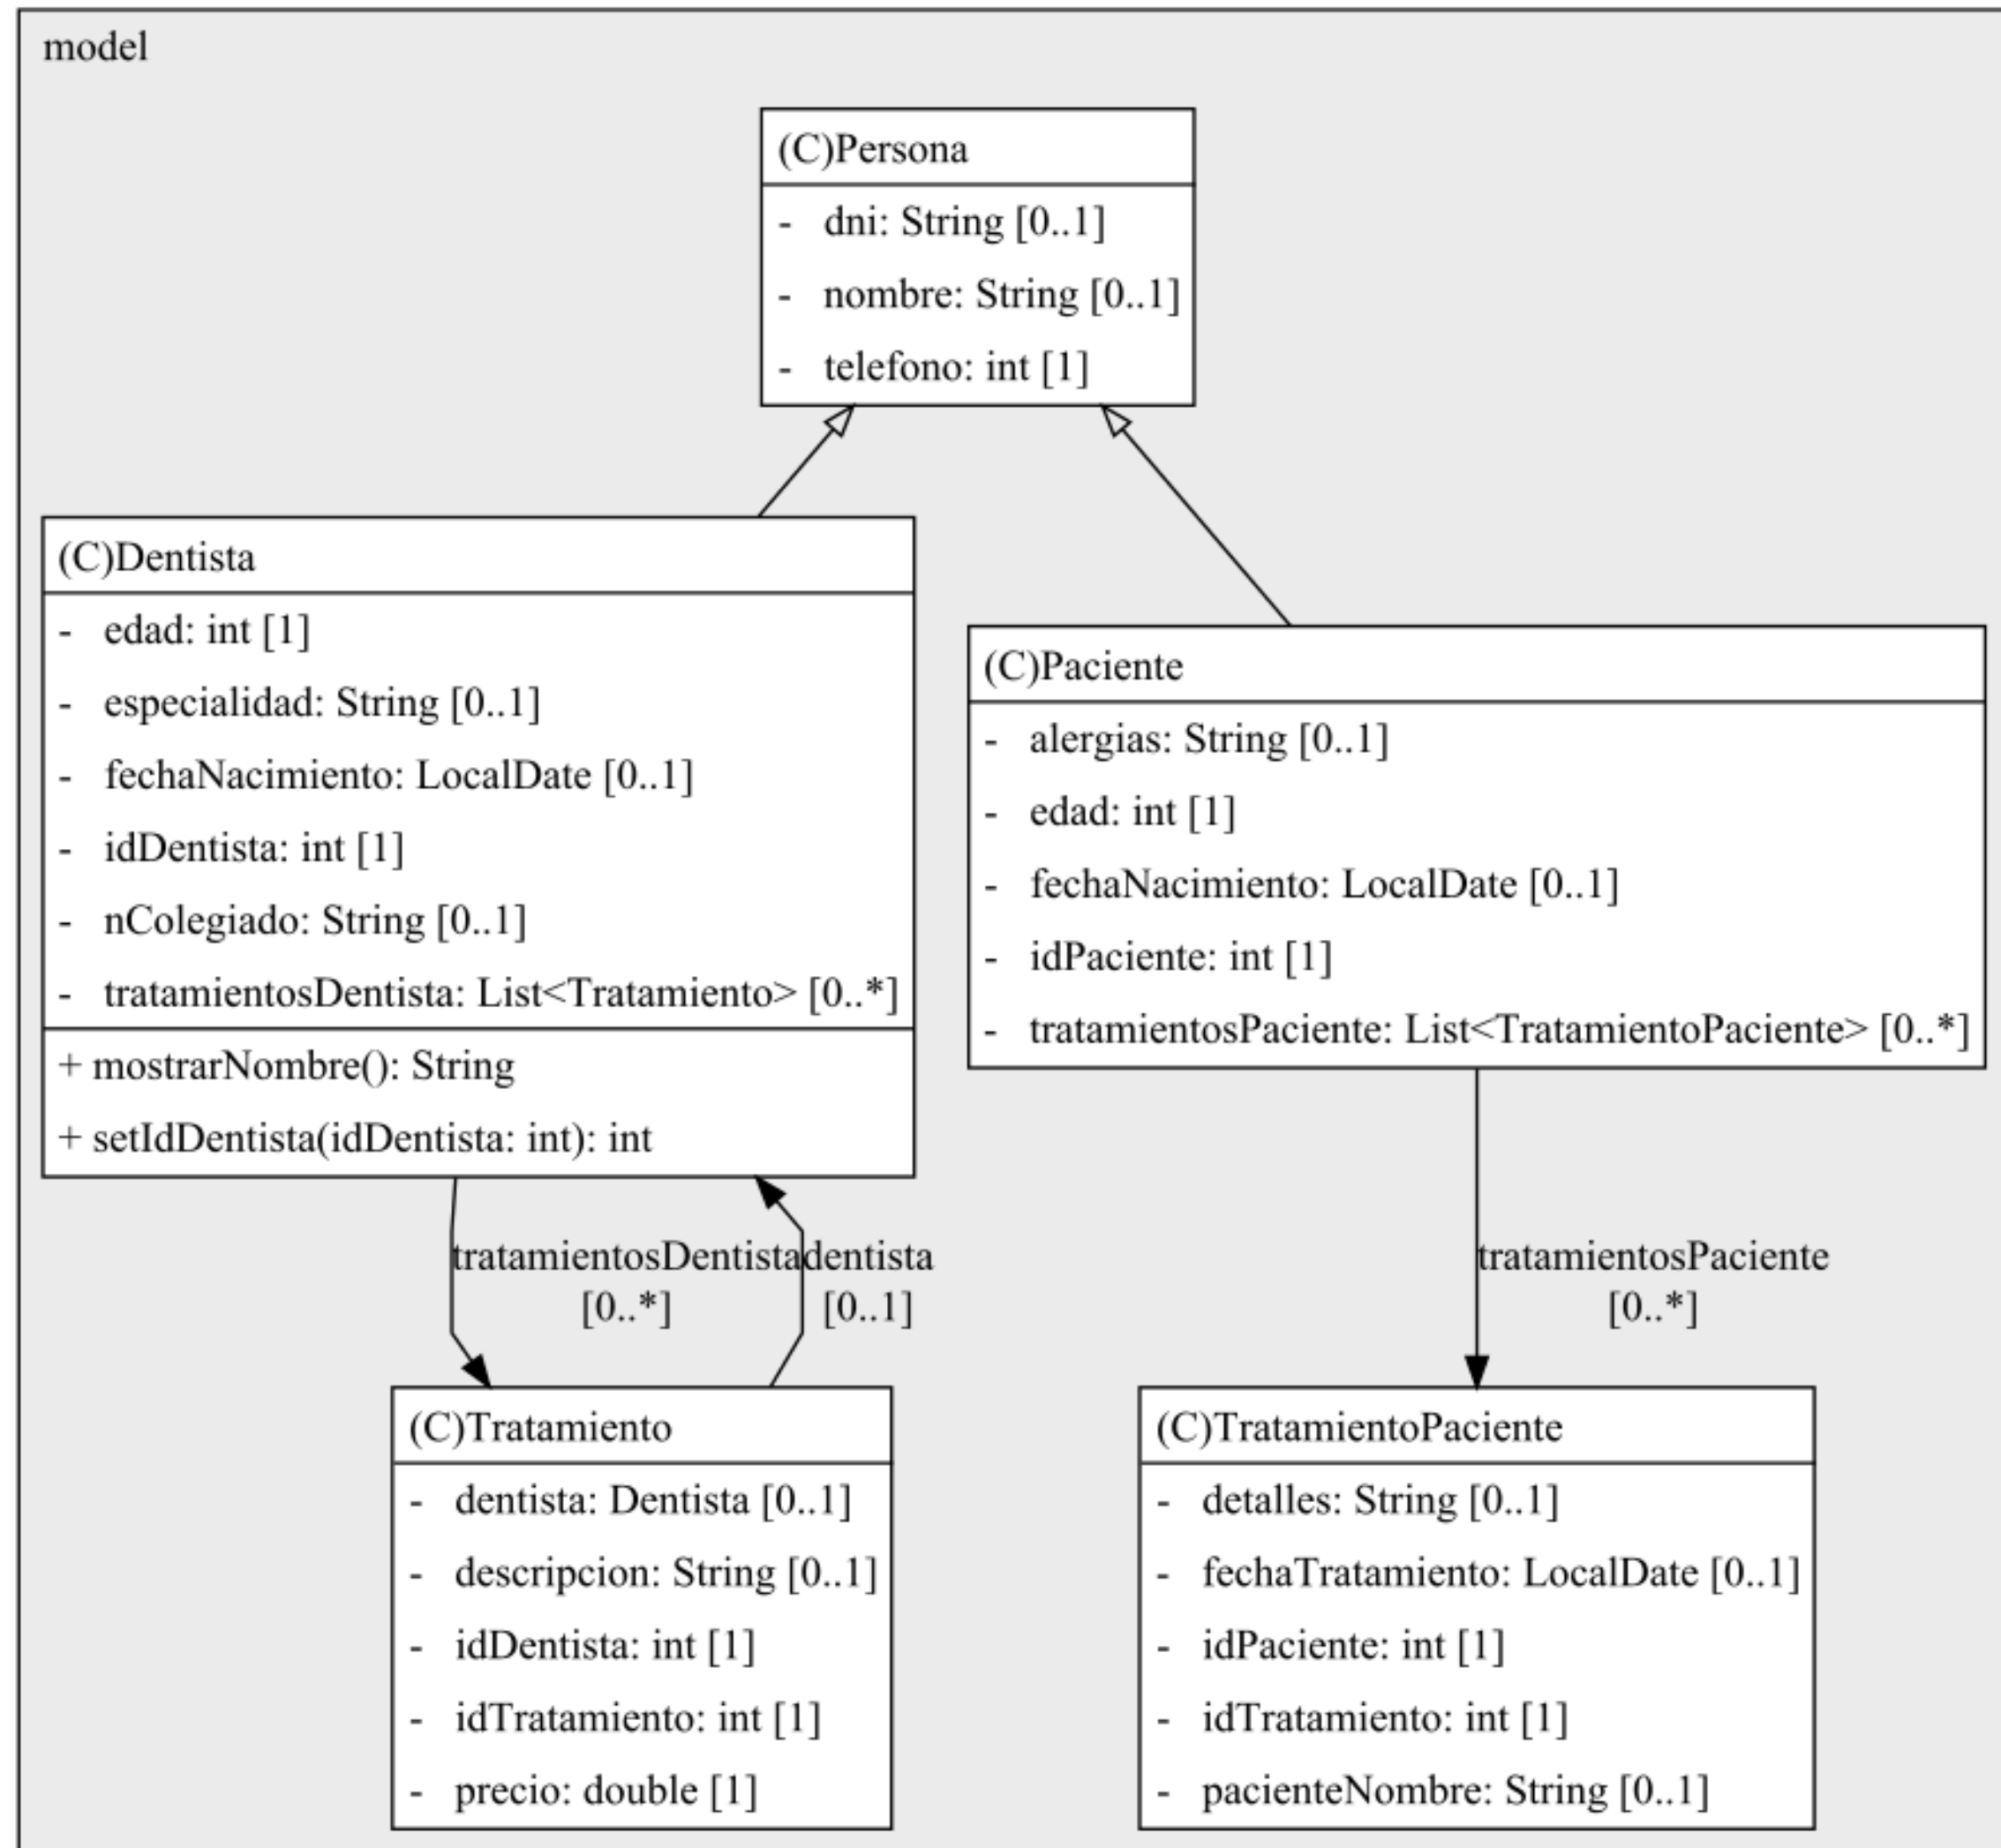 model
(C)Persona
- dni: String [0..1]
- nombre: String [0..1]
- telefono: int [1]
(C)Dentista
- edad: int [1]
- especialidad: String [0..1]
- fechaNacimiento: LocalDate [0..1]
- idDentista: int [1]
- nColegiado: String [0..1]
- tratamientosDentista: List<Tratamiento> [0..*]
+ mostrarNombre(): String
+ setIdDentista(idDentista: int): int
(C)Paciente
- alergias: String [0..1]
- edad: int [1]
- fechaNacimiento: LocalDate [0..1]
- idPaciente: int [1]
- tratamientosPaciente: List<TratamientoPaciente> [0..*]
tratamientosDentista
[0..*]
dentista
[0..1]
tratamientosPaciente
[0..*]
(C)Tratamiento
- dentista: Dentista [0..1]
- descripcion: String [0..1]
- idDentista: int [1]
- idTratamiento: int [1]
- precio: double [1]
(C)TratamientoPaciente
- detalles: String [0..1]
- fechaTratamiento: LocalDate [0..1]
- idPaciente: int [1]
- idTratamiento: int [1]
- pacienteNombre: String [0..1]